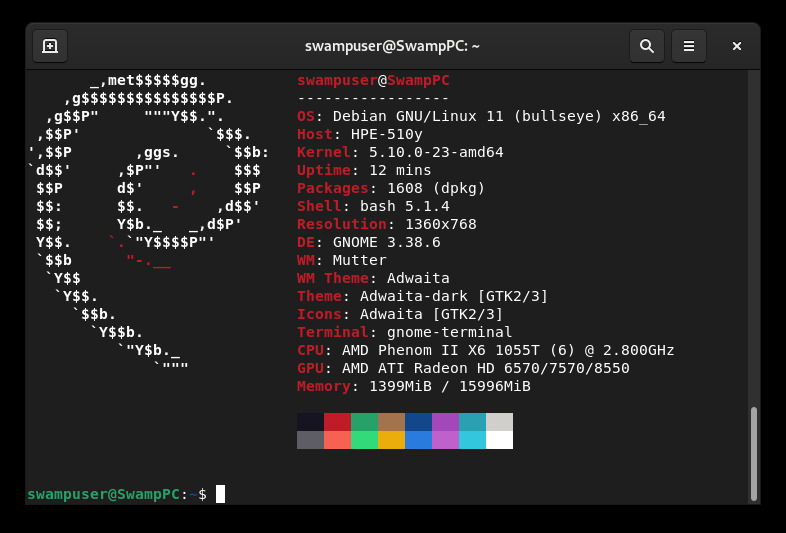 swampuser@SwampPC: ~
_,met$$$$$gg.
,g$$$$$$$$$$$$$$$P.
,g$$P"     """Y$$.".
,$$P'              `$$$.
',$$P       ,ggs.     `$$b:
`d$$'     ,$P"'   .    $$$
$$P      d$'     ,    $$P
$$:      $$.   -    ,d$$'
$$;      Y$b._   _,d$P'
Y$$.    `.`"Y$$$$P"'
`$$b      "-.__
`Y$$
`Y$$.
`$$b.
`Y$$b.
`"Y$b._
`"""
swampuser@SwampPC
-----------------
OS: Debian GNU/Linux 11 (bullseye) x86_64
Host: HPE-510y
Kernel: 5.10.0-23-amd64
Uptime: 12 mins
Packages: 1608 (dpkg)
Shell: bash 5.1.4
Resolution: 1360x768
DE: GNOME 3.38.6
WM: Mutter
WM Theme: Adwaita
Theme: Adwaita-dark [GTK2/3]
Icons: Adwaita [GTK2/3]
Terminal: gnome-terminal
CPU: AMD Phenom II X6 1055T (6) @ 2.800GHz
GPU: AMD ATI Radeon HD 6570/7570/8550
Memory: 1399MiB / 15996MiB
swampuser@SwampPC:~$